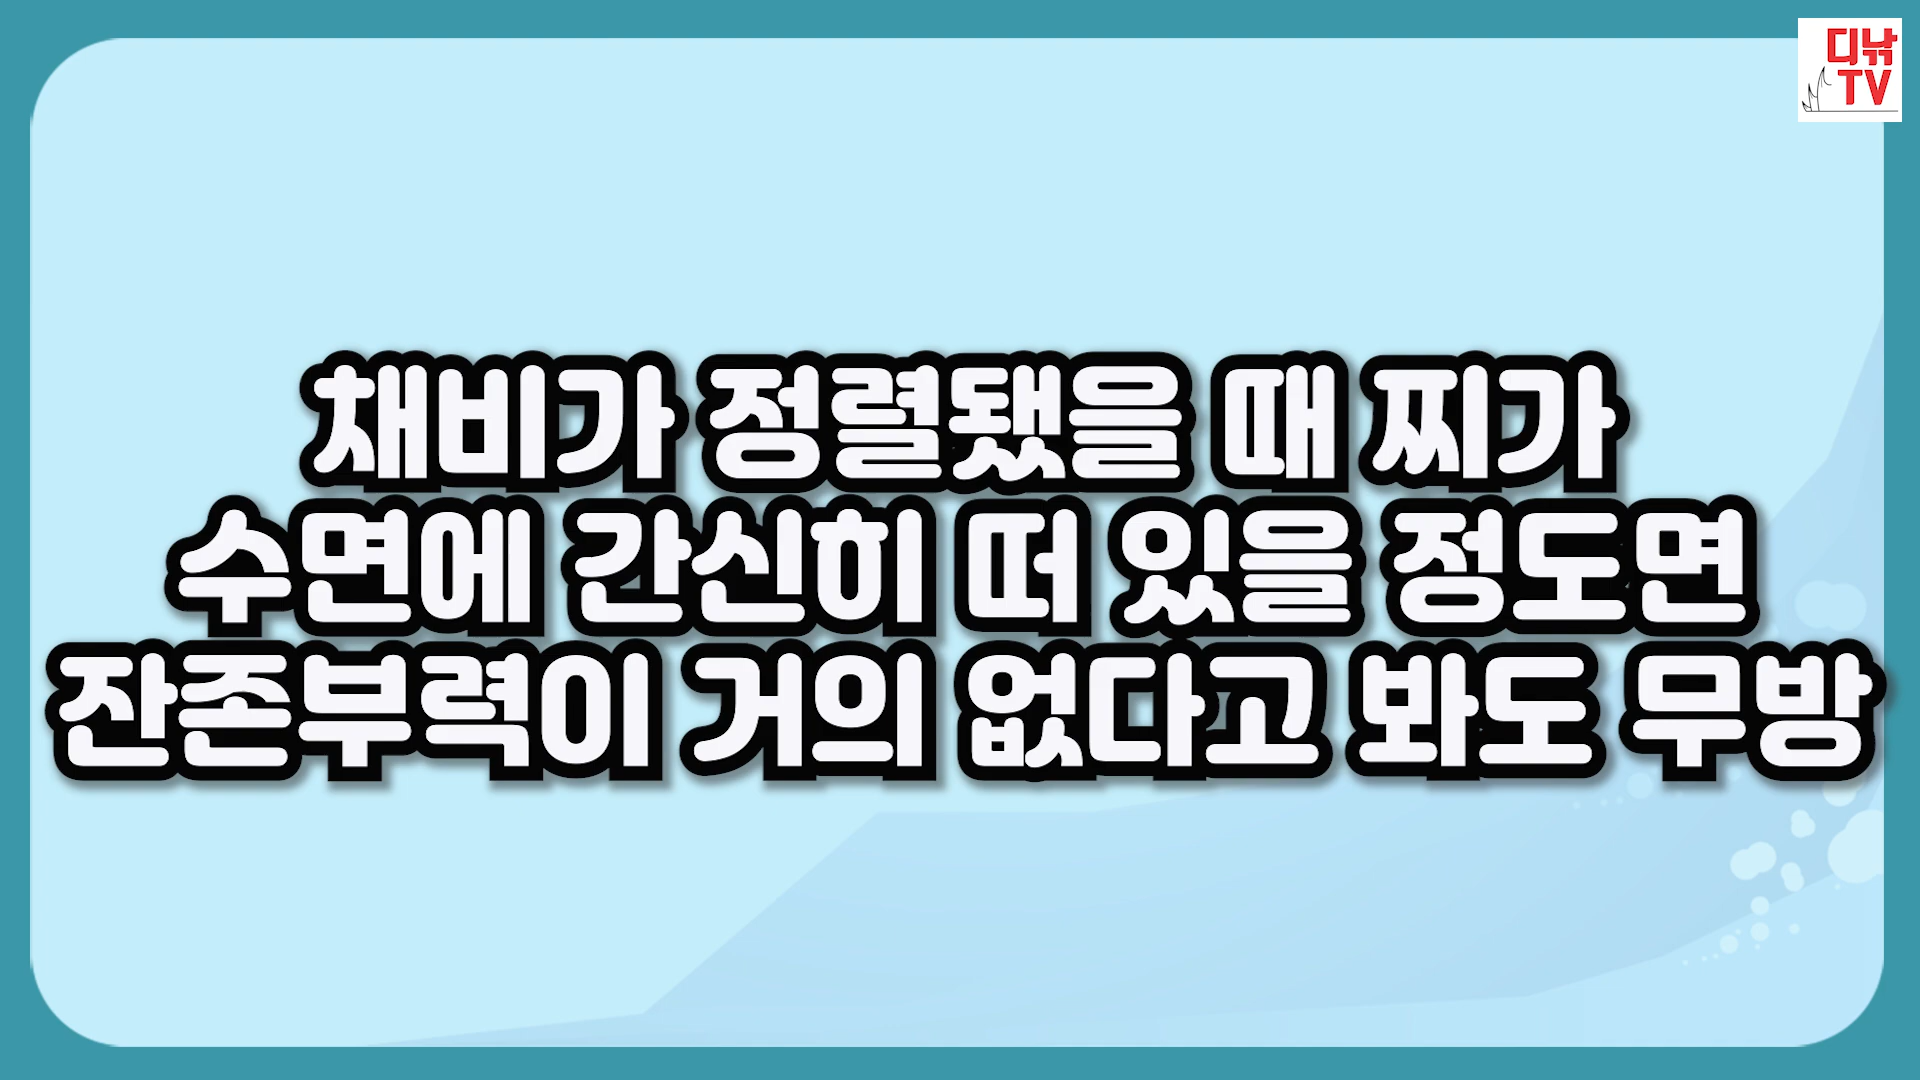 디낚
TV
채비가 정렬됐을 때 찌가
수면에 간신히 떠 있을 정도면
잔존부력이 거의 없다고 봐도 무방